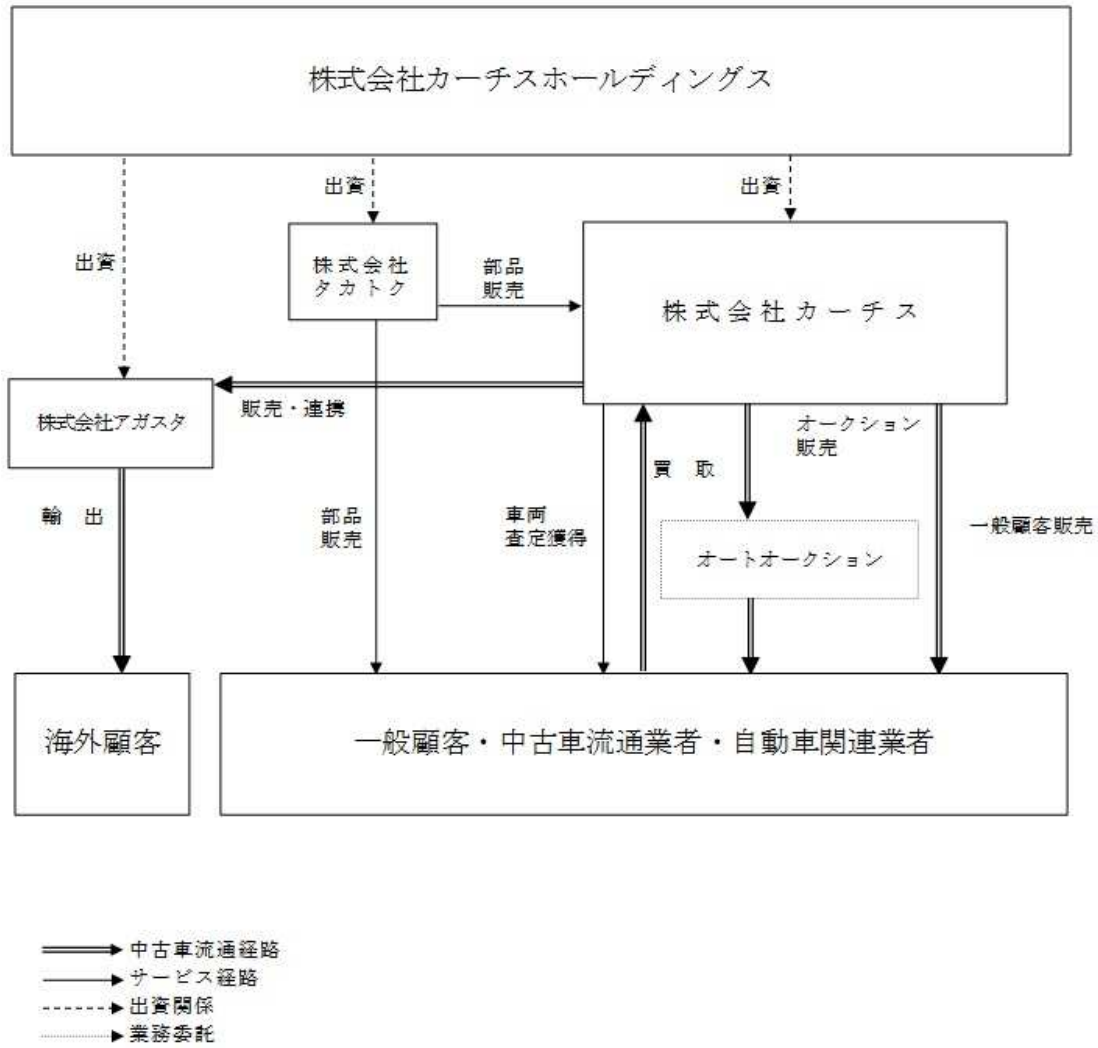 株式会社カーチスホールディングス
出資
出資
出資
株式会社
タカトク
部品
販売
株式会社カーチス
株式会社アガスタ
販売・連携
オークション
販売
買 取
輸 出
部品
販売
車両
査定獲得
一般顧客販売
オートオークション
海外顧客
一般顧客・中古車流通業者・自動車関連業者
中古車流通経路
サービス経路
出資関係
業務委託